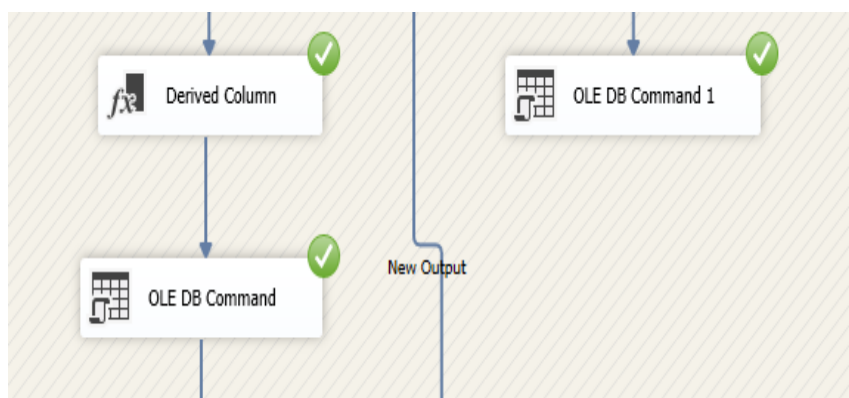 Derived Column
OLE DB Command 1
New Output
OLE DB Command